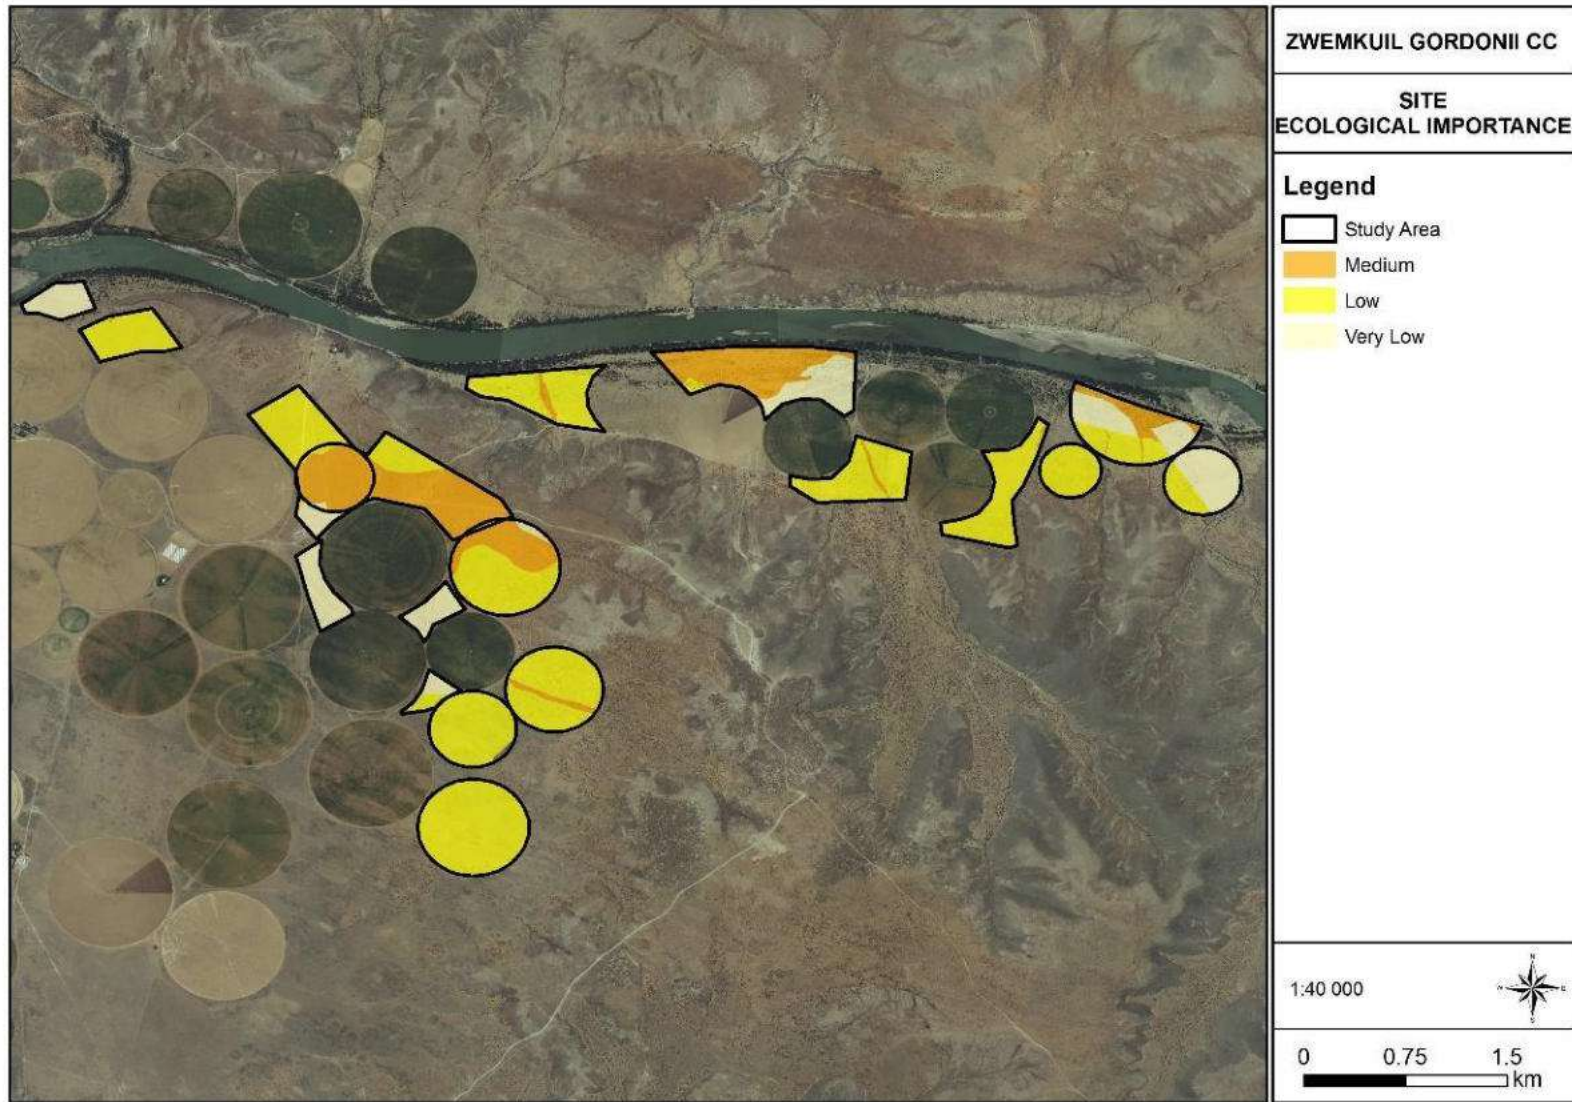 ZWEMKUIL GORDONII CC
SITE
ECOLOGICAL IMPORTANCE
Legend
Study Area
Medium
Low
Very Low
1:40 000
N
W
E
S
0 0.75 1.5
km